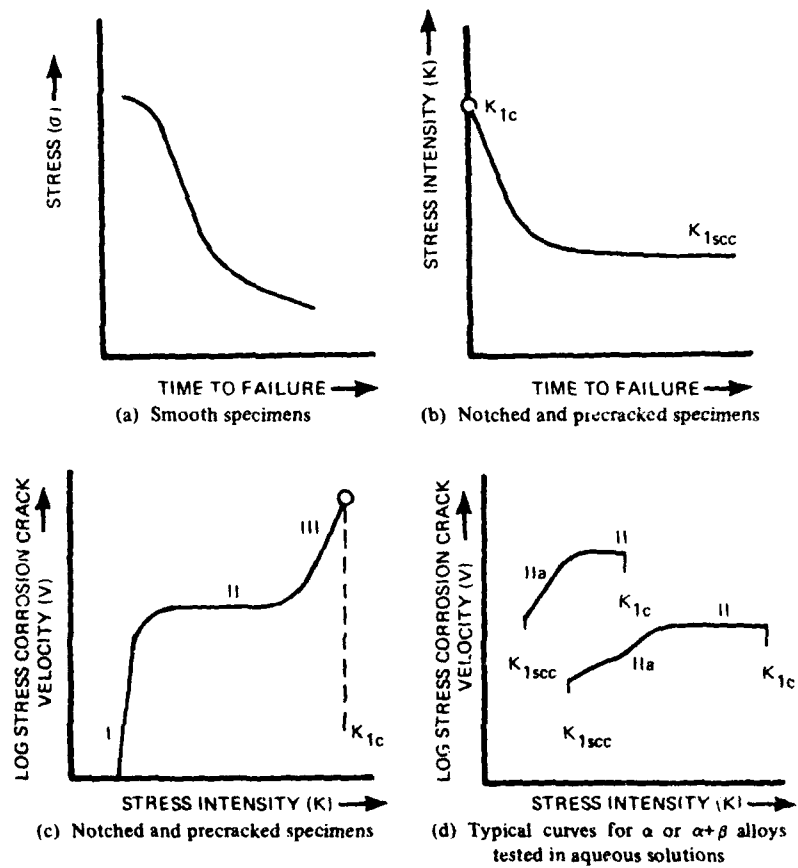 STRESS (σ)
TIME TO FAILURE
(a) Smooth specimens
STRESS INTENSITY (K)
K1c
K1scc
TIME TO FAILURE
(b) Notched and precracked specimens
LOG STRESS CORROSION CRACK
VELOCITY (V)
I
II
III
K1c
STRESS INTENSITY (K)
(c) Notched and precracked specimens
LOG STRESS CORROSION CRACK
VELOCITY (V)
IIa
II
K1c
K1scc
II
IIa
K1c
K1scc
STRESS INTENSITY (K)
(d) Typical curves for α or α+β alloys
tested in aqueous solutions